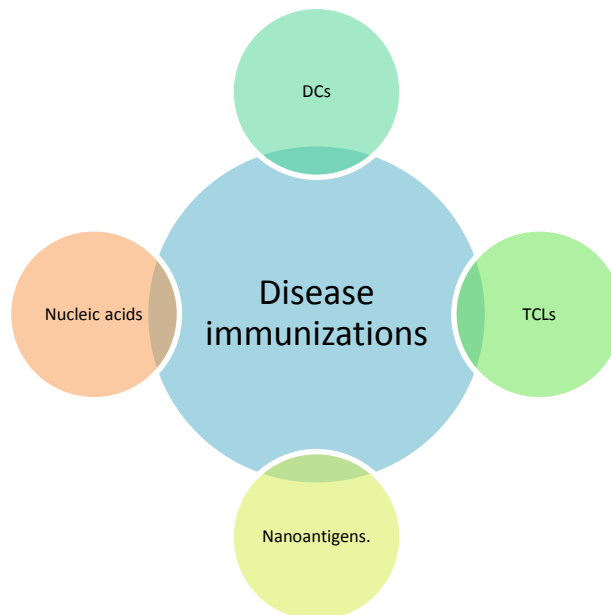 DCs
Disease
immunizations
Nucleic acids
TCLs
Nanoantigens.